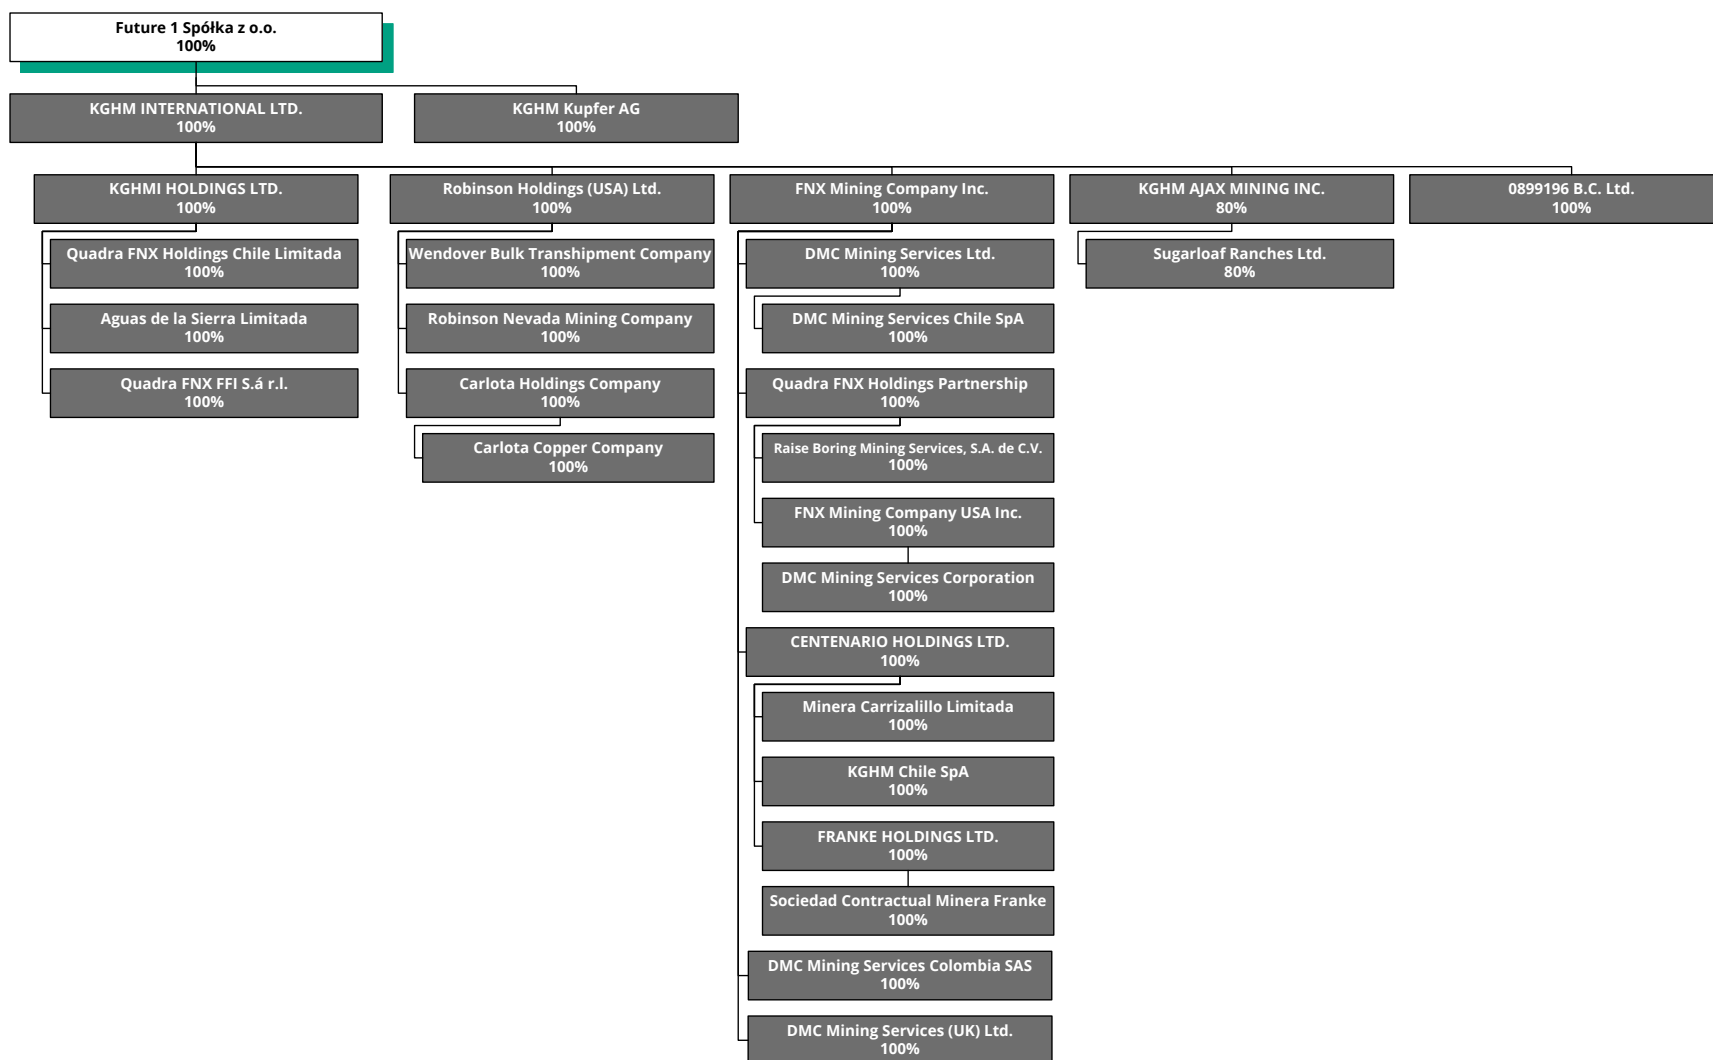 Future 1 Spółka z o.o.
100%
KGHM INTERNATIONAL LTD.
100%
KGHM Kupfer AG
100%
KGHMI HOLDINGS LTD.
100%
Robinson Holdings (USA) Ltd.
100%
FNX Mining Company Inc.
100%
KGHM AJAX MINING INC.
80%
0899196 B.C. Ltd.
100%
Quadra FNX Holdings Chile Limitada
100%
Aguas de la Sierra Limitada
100%
Quadra FNX FFI S.á r.l.
100%
Wendover Bulk Transhipment Company
100%
Robinson Nevada Mining Company
100%
Carlota Holdings Company
100%
Carlota Copper Company
100%
DMC Mining Services Ltd.
100%
DMC Mining Services Chile SpA
100%
Quadra FNX Holdings Partnership
100%
Raise Boring Mining Services, S.A. de C.V.
100%
FNX Mining Company USA Inc.
100%
DMC Mining Services Corporation
100%
CENTENARIO HOLDINGS LTD.
100%
Minera Carrizalillo Limitada
100%
KGHM Chile SpA
100%
FRANKE HOLDINGS LTD.
100%
Sociedad Contractual Minera Franke
100%
DMC Mining Services Colombia SAS
100%
DMC Mining Services (UK) Ltd.
100%
Sugarloaf Ranches Ltd.
80%